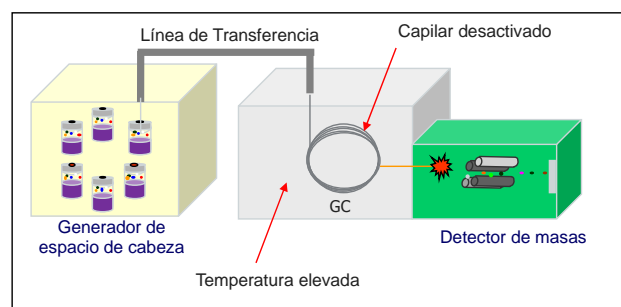 Línea de Transferencia
Capilar desactivado
GC
Generador de
espacio de cabeza
Detector de masas
Temperatura elevada